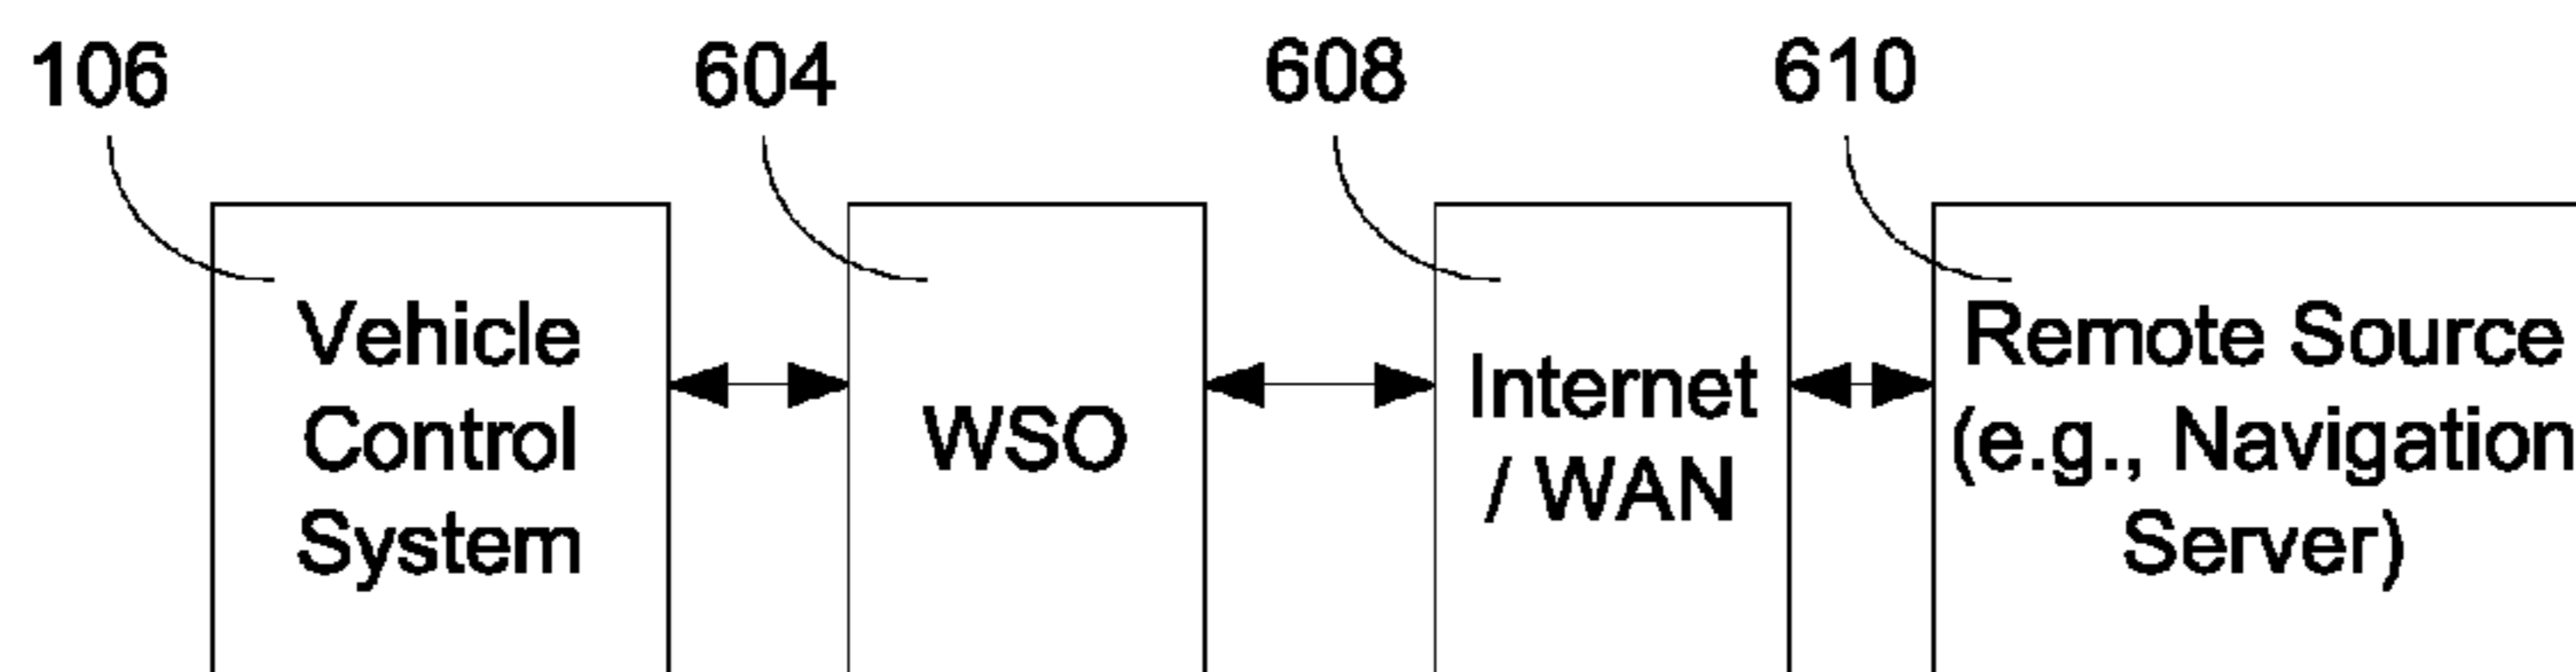 106
604
608
610
Vehicle
Control
System
WSO
Internet
/ WAN
Remote Source
(e.g., Navigation
Server)